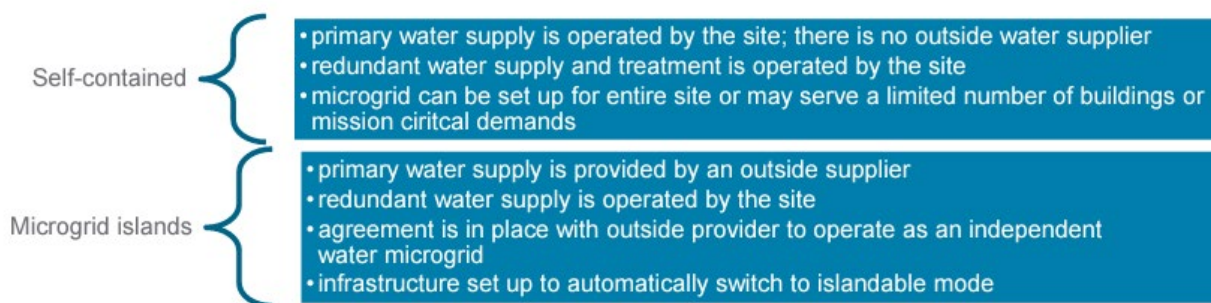 Self-contained
• primary water supply is operated by the site; there is no outside water supplier
• redundant water supply and treatment is operated by the site
• microgrid can be set up for entire site or may serve a limited number of buildings or
mission ciritcal demands
Microgrid islands
• primary water supply is provided by an outside supplier
• redundant water supply is operated by the site
• agreement is in place with outside provider to operate as an independent
water microgrid
• infrastructure set up to automatically switch to islandable mode